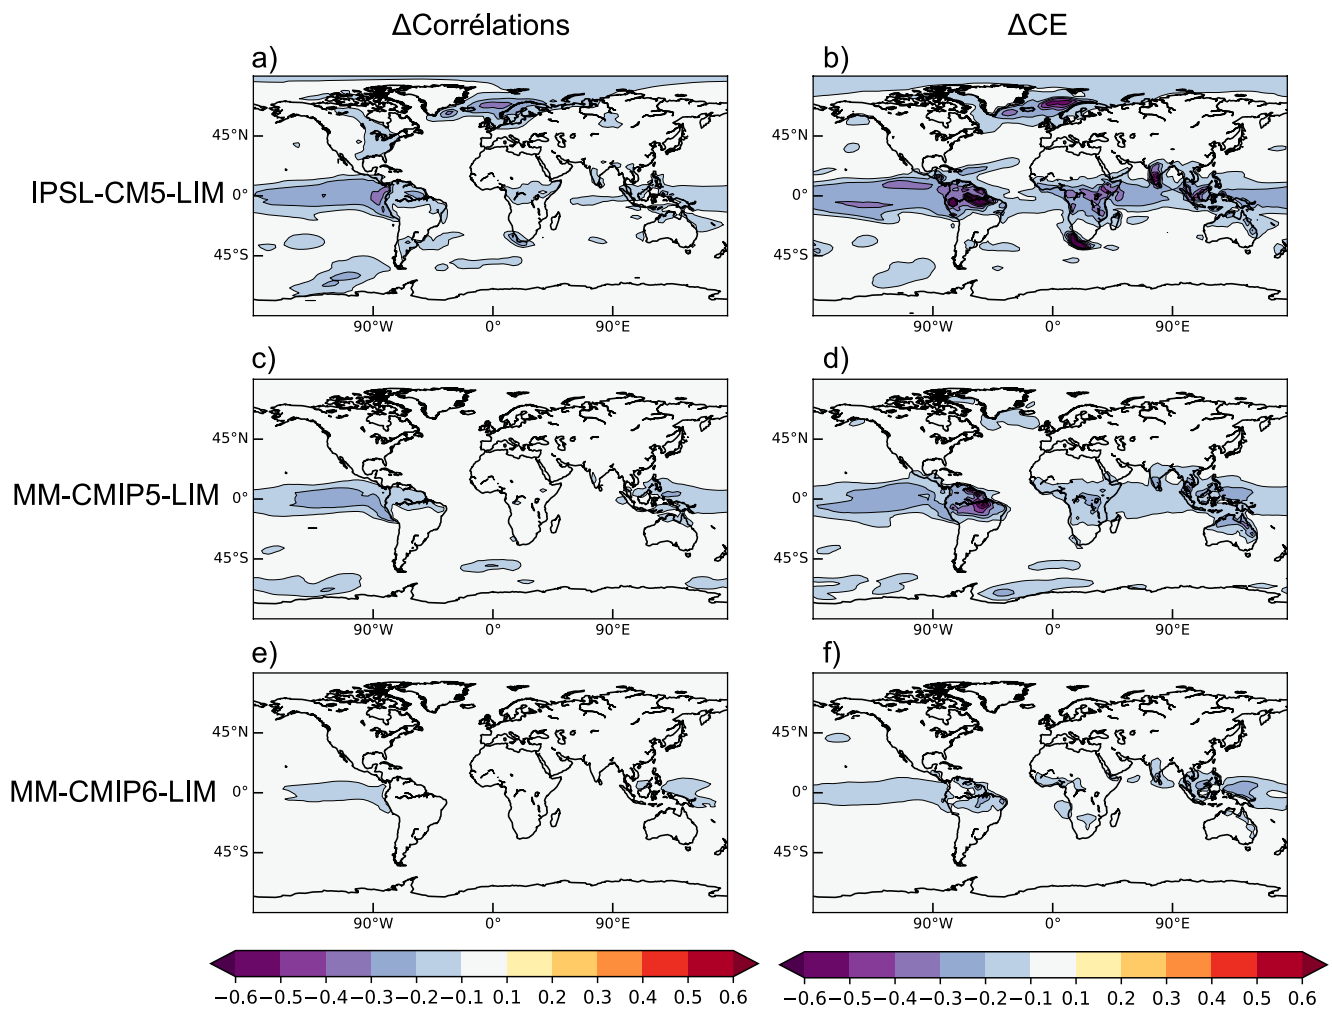 ΔCorrélations ΔCE
a) b)
45°N 45°N
IPSL-CM5-LIM 0° 0°
45°S 45°S
90°W 0° 90°E 90°W 0° 90°E
c) d)
45°N 45°N
MM-CMIP5-LIM 0° 0°
45°S 45°S
90°W 0° 90°E 90°W 0° 90°E
e) f)
45°N 45°N
MM-CMIP6-LIM 0° 0°
45°S 45°S
90°W 0° 90°E 90°W 0° 90°E
−0.6 −0.5 −0.4 −0.3 −0.2 −0.1 0.1 0.2 0.3 0.4 0.5 0.6 −0.6 −0.5 −0.4 −0.3 −0.2 −0.1 0.1 0.2 0.3 0.4 0.5 0.6